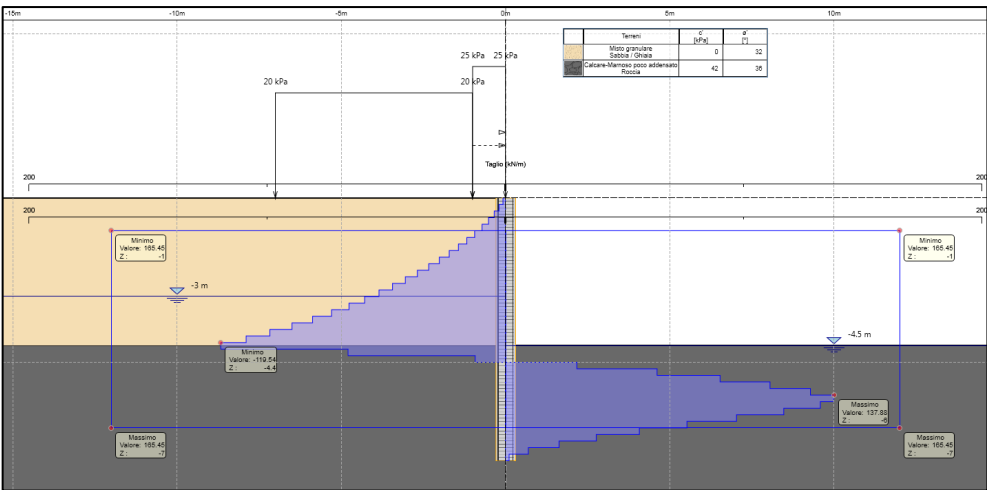 -15m
-10m
-5m
0m
5m
10m
Terreni
c'
[kPa]
ø'
[°]
Misto granulare
Sabbia / Ghiaia
0
32
Calcare-Marnoso poco addensato
Roccia
42
36
25 kPa
25 kPa
20 kPa
20 kPa
Taglio (kN/m)
200
200
200
200
Minimo
Valore: 165.45
Z : -1
Minimo
Valore: 165.45
Z : -1
-3 m
-4.5 m
Minimo
Valore: -119.54
Z : -4.4
Massimo
Valore: 137.88
Z : -6
Massimo
Valore: 165.45
Z : -7
Massimo
Valore: 165.45
Z : -7